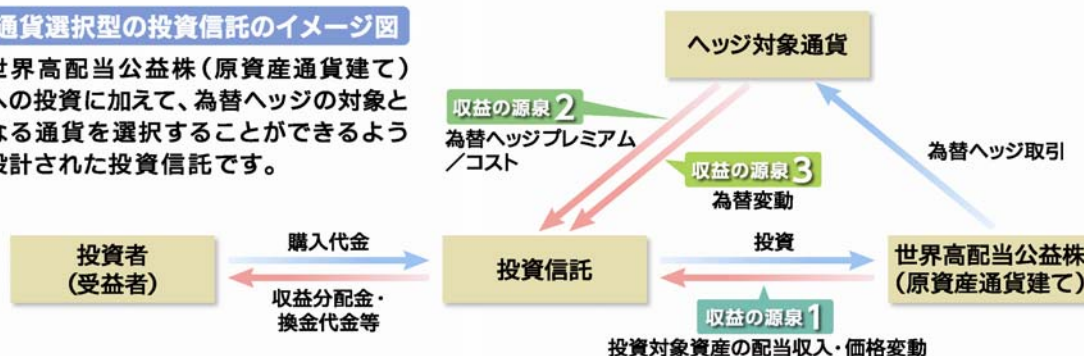 通貨選択型の投資信託のイメージ図
世界高配当公益株(原資産通貨建て)
への投資に加えて、為替ヘッジの対象と
なる通貨を選択することができるよう
設計された投資信託です。
ヘッジ対象通貨
収益の源泉2
為替ヘッジプレミアム
/コスト
収益の源泉3
為替変動
為替ヘッジ取引
投資者
(受益者)
購入代金
収益分配金・
換金代金等
投資信託
投資
収益の源泉1
投資対象資産の配当収入・価格変動
世界高配当公益株
(原資産通貨建て)